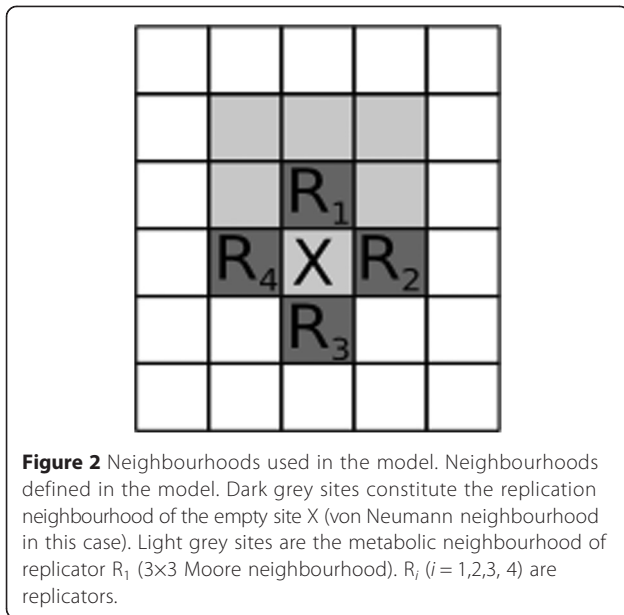 R1
R4 X R2
R3
Figure 2 Neighbourhoods used in the model. Neighbourhoods
defined in the model. Dark grey sites constitute the replication
neighbourhood of the empty site X (von Neumann neighbourhood
in this case). Light grey sites are the metabolic neighbourhood of
replicator R1 (3×3 Moore neighbourhood). Ri (i = 1,2,3, 4) are
replicators.